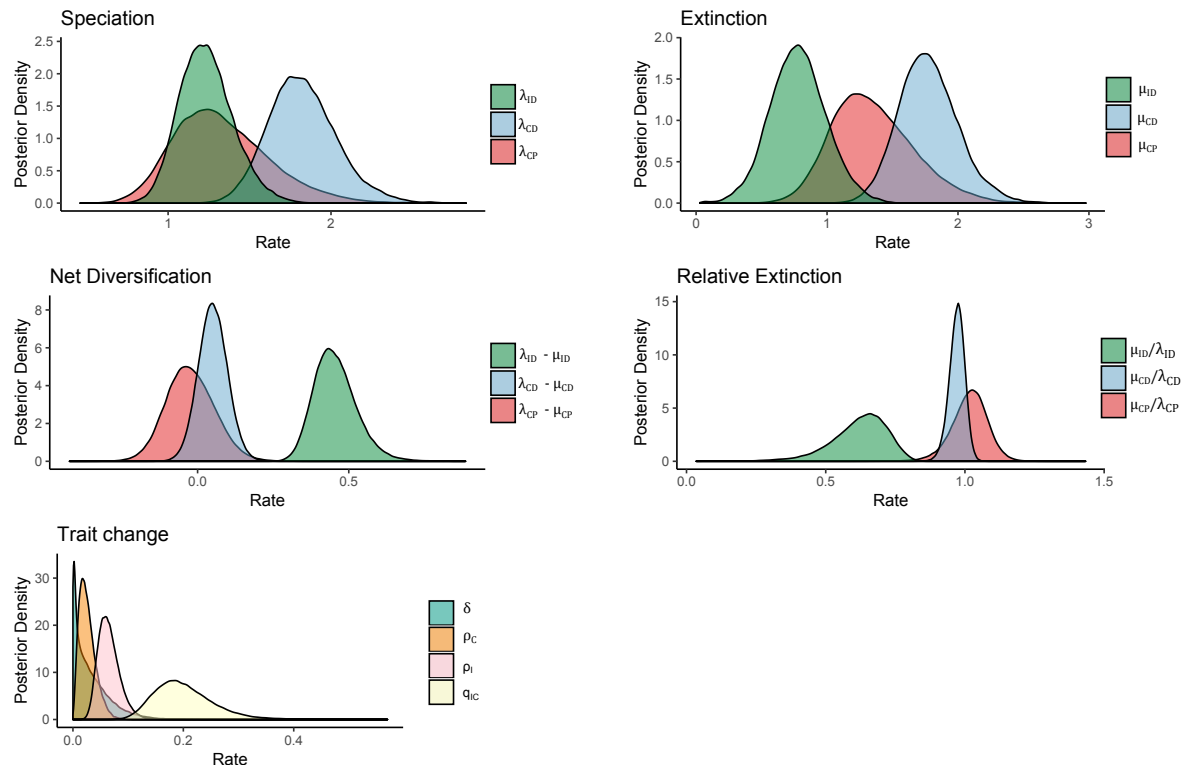 Speciation
Posterior Density
2.5
2.0
1.5
1.0
0.5
0.0
1 2
Rate
λID
λCD
λCP
Extinction
Posterior Density
2.0
1.5
1.0
0.5
0.0
0 1 2 3
Rate
μID
μCD
μCP
Net Diversification
Posterior Density
8
6
4
2
0
0.0 0.5
Rate
λID - μID
λCD - μCD
λCP - μCP
Relative Extinction
Posterior Density
15
10
5
0
0.0 0.5 1.0 1.5
Rate
μID/λID
μCD/λCD
μCP/λCP
Trait change
Posterior Density
30
20
10
0
0.0 0.2 0.4
Rate
δ
ρC
ρI
qIC